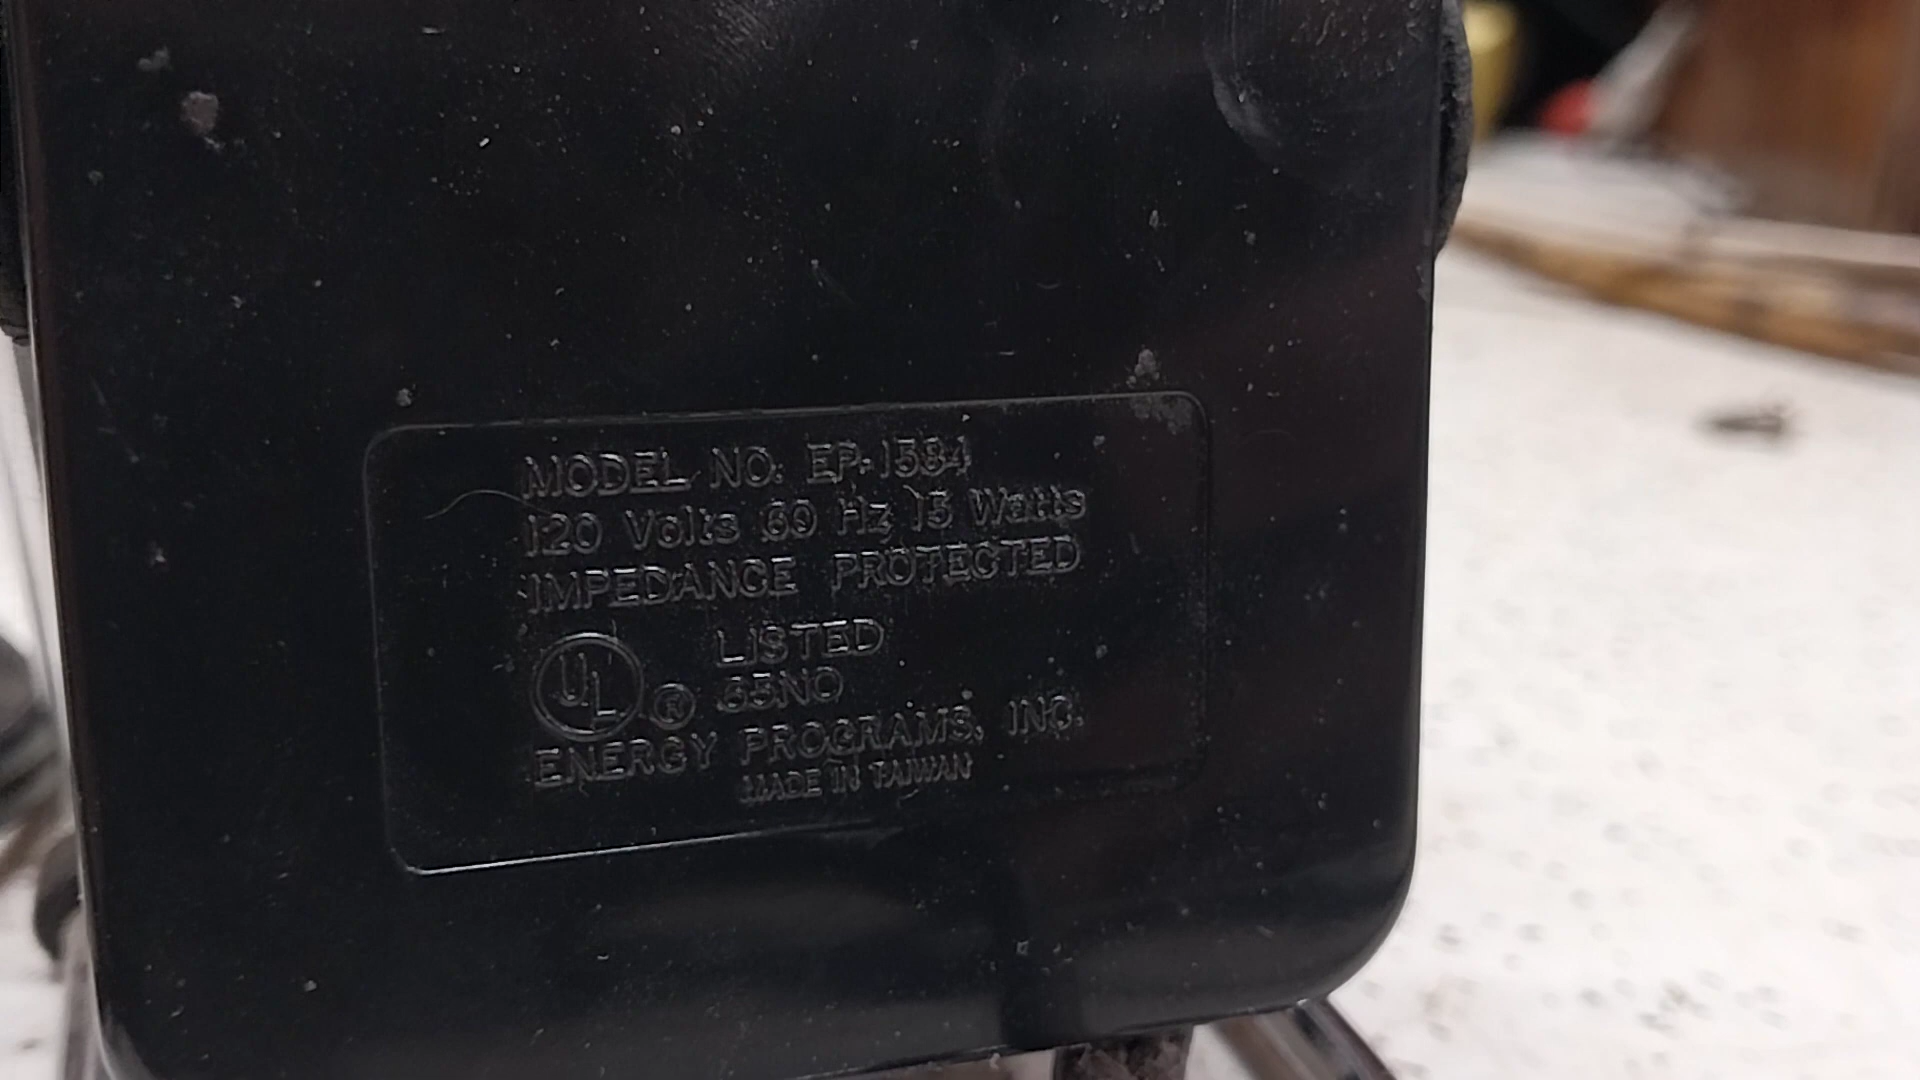 MODEL NO. EP-1584
120 Volts 60 Hz 15 Watts
IMPEDANCE PROTECTED
LISTED
UL ® 65NO
ENERGY PROGRAMS, INC.
MADE IN TAIWAN